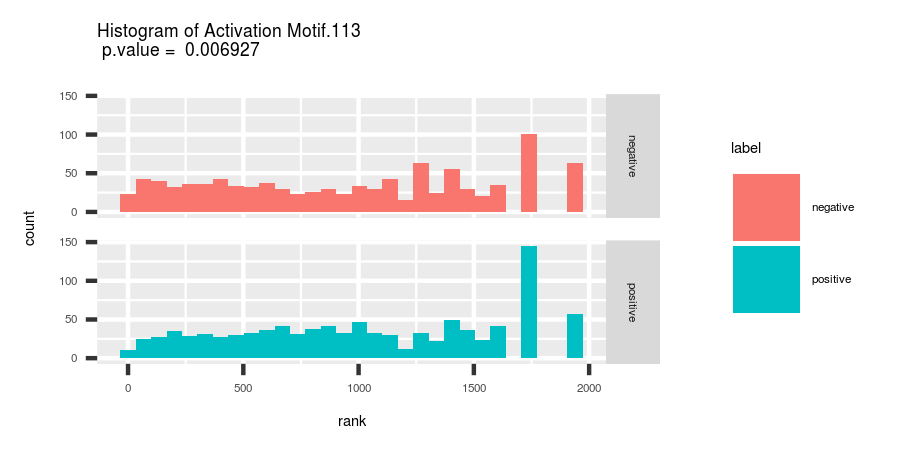 Histogram of Activation Motif.113
p.value = 0.006927
150
100
50
0
negative
150
100
50
0
positive
count
0 500 1000 1500 2000
rank
label
negative
positive